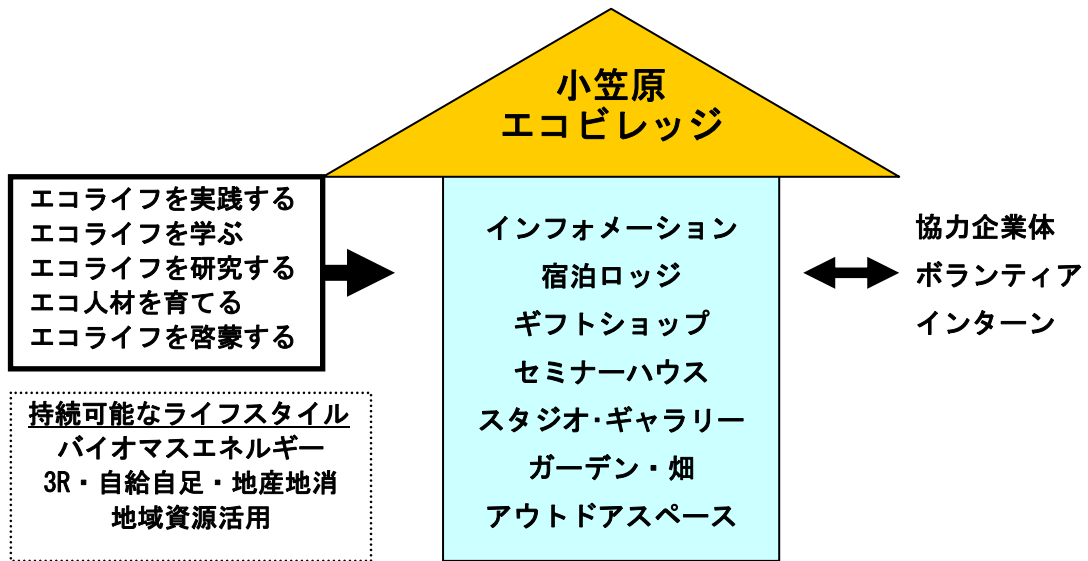 小笠原
エコビレッジ
エコライフを実践する
エコライフを学ぶ
エコライフを研究する
エコ人材を育てる
エコライフを啓蒙する
持続可能なライフスタイル
バイオマスエネルギー
3R・自給自足・地産地消
地域資源活用
インフォメーション
宿泊ロッジ
ギフトショップ
セミナーハウス
スタジオ･ギャラリー
ガーデン・畑
アウトドアスペース
協力企業体
ボランティア
インターン